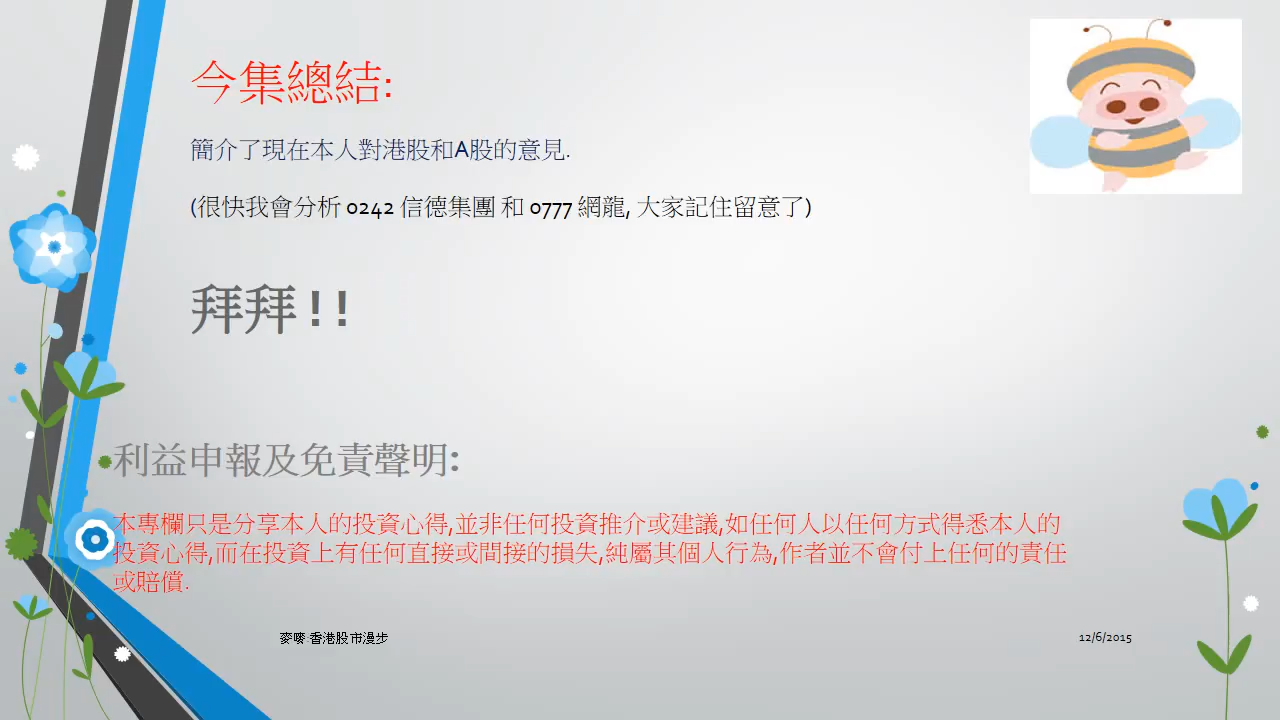 今集總結:
簡介了現在本人對港股和A股的意見.
(很快我會分析 0242 信德集團 和 0777 網龍, 大家記住留意了)
拜拜 ! !
利益申報及免責聲明:
本專欄只是分享本人的投資心得,並非任何投資推介或建議,如任何人以任何方式得悉本人的
投資心得,而在投資上有任何直接或間接的損失,純屬其個人行為,作者並不會付上任何的責任
或賠償.
麥嘜 香港股市漫步
12/6/2015